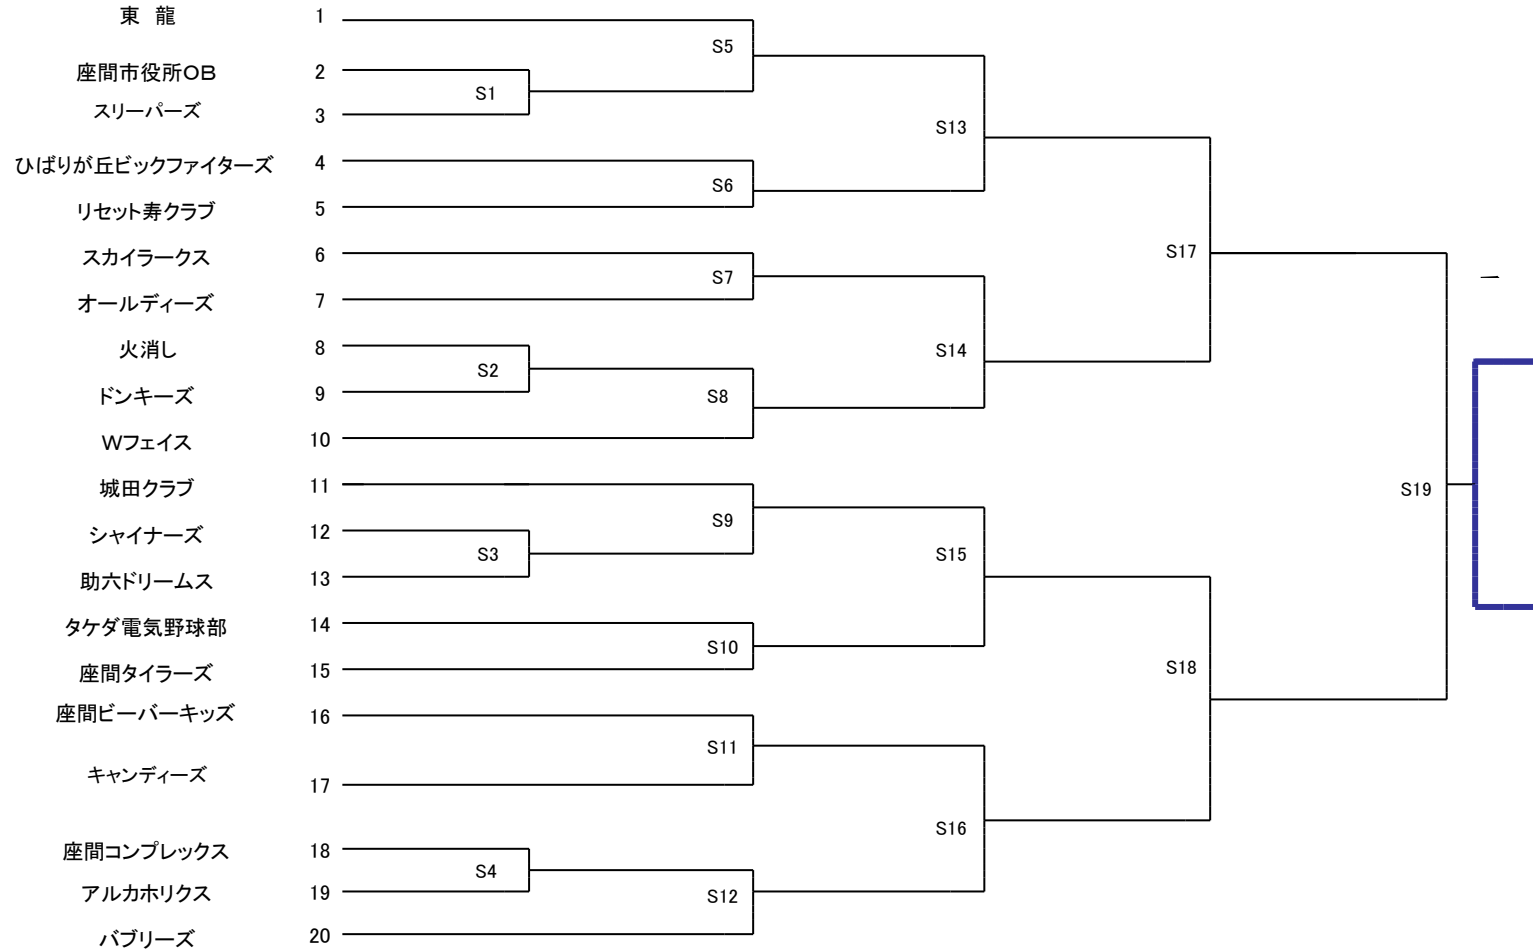 東 龍 1
S5
座間市役所OB 2
S1
スリーパーズ 3
S13
ひばりが丘ビックファイターズ 4
S6
リセット寿クラブ 5
スカイラークス 6
S17
S7
オールディーズ 7
火消し 8
S14
S2
ドンキーズ 9
S8
Wフェイス 10
城田クラブ 11
S19
S9
シャイナーズ 12
S3
S15
助六ドリームス 13
タケダ電気野球部 14
S10
座間タイラーズ 15
S18
座間ビーバーキッズ 16
S11
キャンディーズ 17
S16
座間コンプレックス 18
S4
アルカホリクス 19
S12
バブリーズ 20